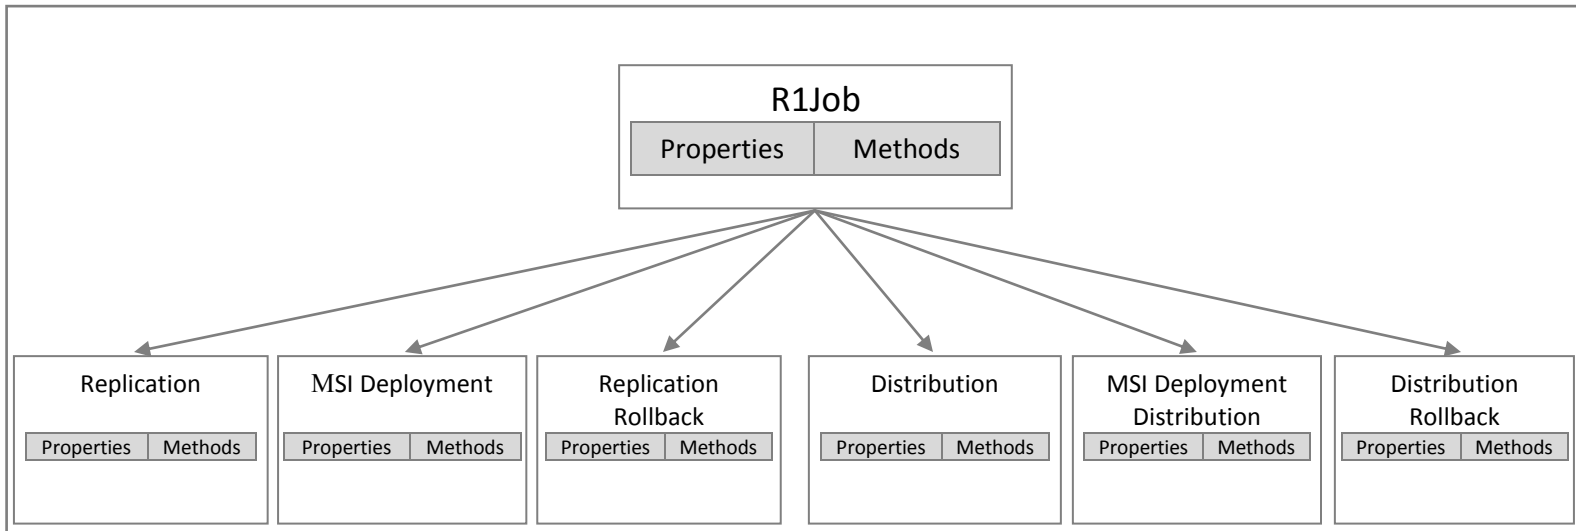 R1Job
Properties Methods
Replication
Properties Methods
MSI Deployment
Properties Methods
Replication
Rollback
Properties Methods
Distribution
Properties Methods
MSI Deployment
Distribution
Properties Methods
Distribution
Rollback
Properties Methods